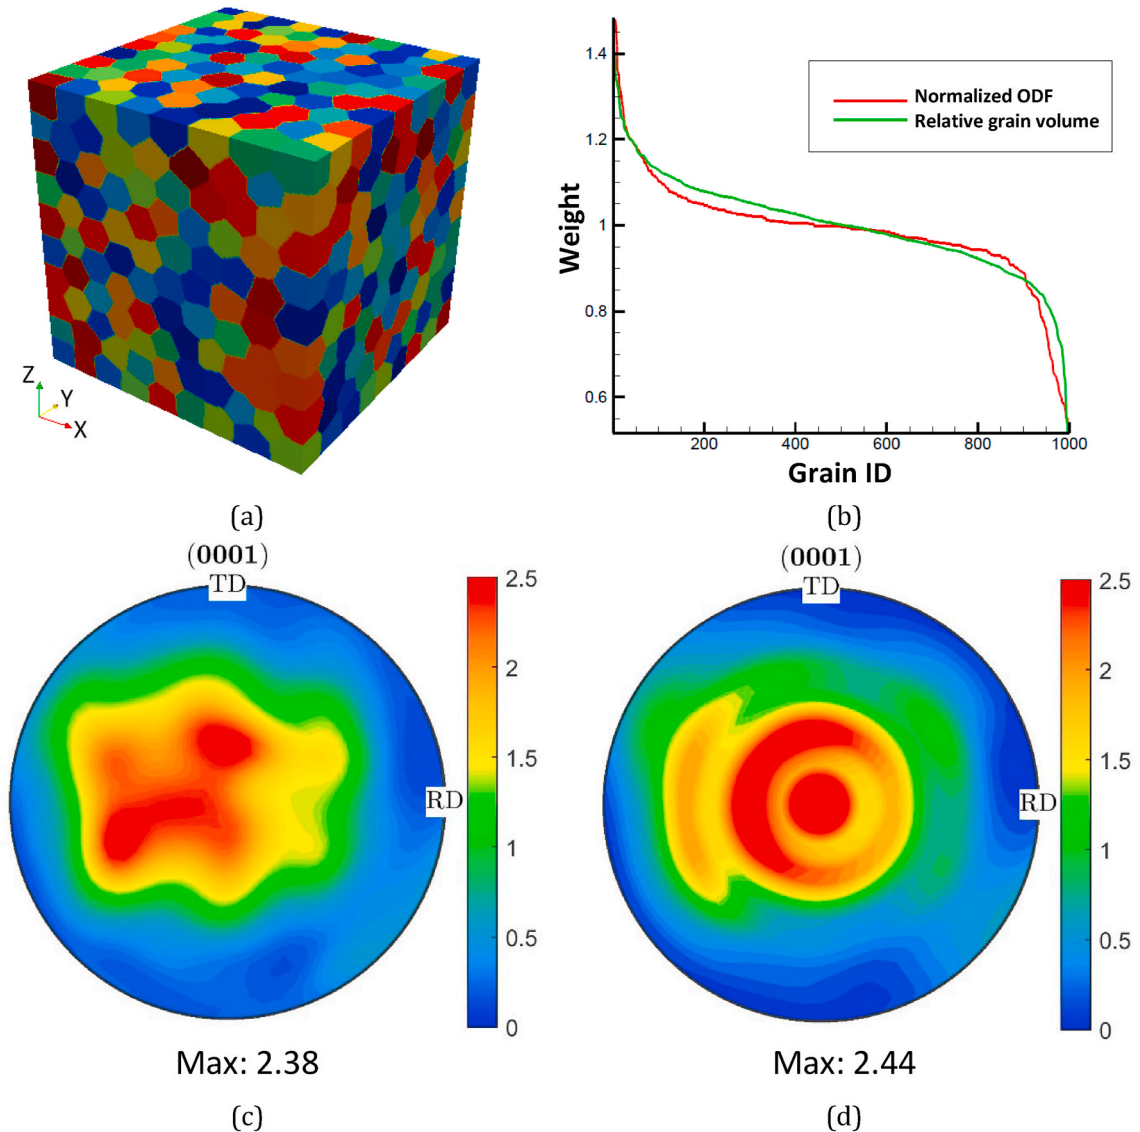 Z
Y
X
(a)
1.4
1.2
1
0.8
0.6
Weight
Normalized ODF
Relative grain volume
200
400
600
800
1000
Grain ID
(b)
(0001)
TD
RD
2.5
2
1.5
1
0.5
0
Max: 2.38
(c)
(0001)
TD
RD
2.5
2
1.5
1
0.5
0
Max: 2.44
(d)